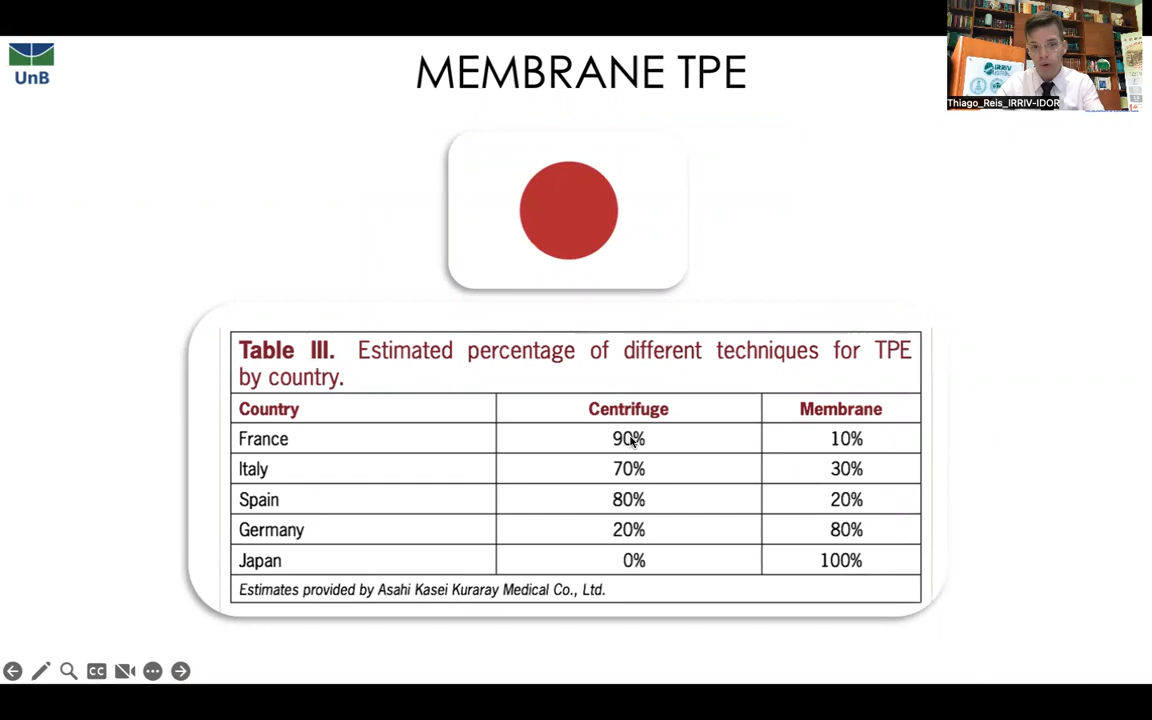 UnB
MEMBRANE TPE
IRRIV
Thiago_Reis_IRRIV-IDOR
Table III. Estimated percentage of different techniques for TPE
by country.
Country Centrifuge Membrane
France 90% 10%
Italy 70% 30%
Spain 80% 20%
Germany 20% 80%
Japan 0% 100%
Estimates provided by Asahi Kasei Kuraray Medical Co., Ltd.
CC